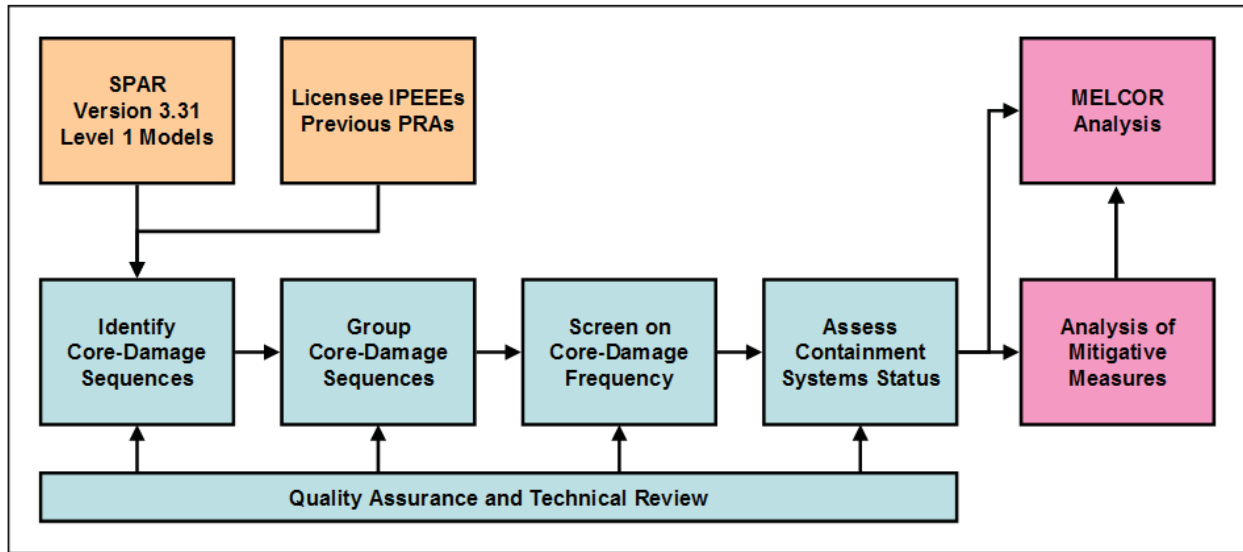 SPAR
Version 3.31
Level 1 Models
Licensee IPEEEs
Previous PRAs
MELCOR
Analysis
Identify
Core-Damage
Sequences
Group
Core-Damage
Sequences
Screen on
Core-Damage
Frequency
Assess
Containment
Systems Status
Analysis of
Mitigative
Measures
Quality Assurance and Technical Review